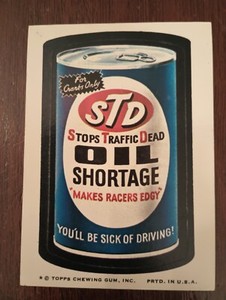 For
Crants Only
STD
STOPS TRAFFIC DEAD
OIL
SHORTAGE
"MAKES RACERS EDGY"
YOU'LL BE SICK OF DRIVING!
© TOPPS CHEWING GUM, INC. PRTD. IN U.S.A.